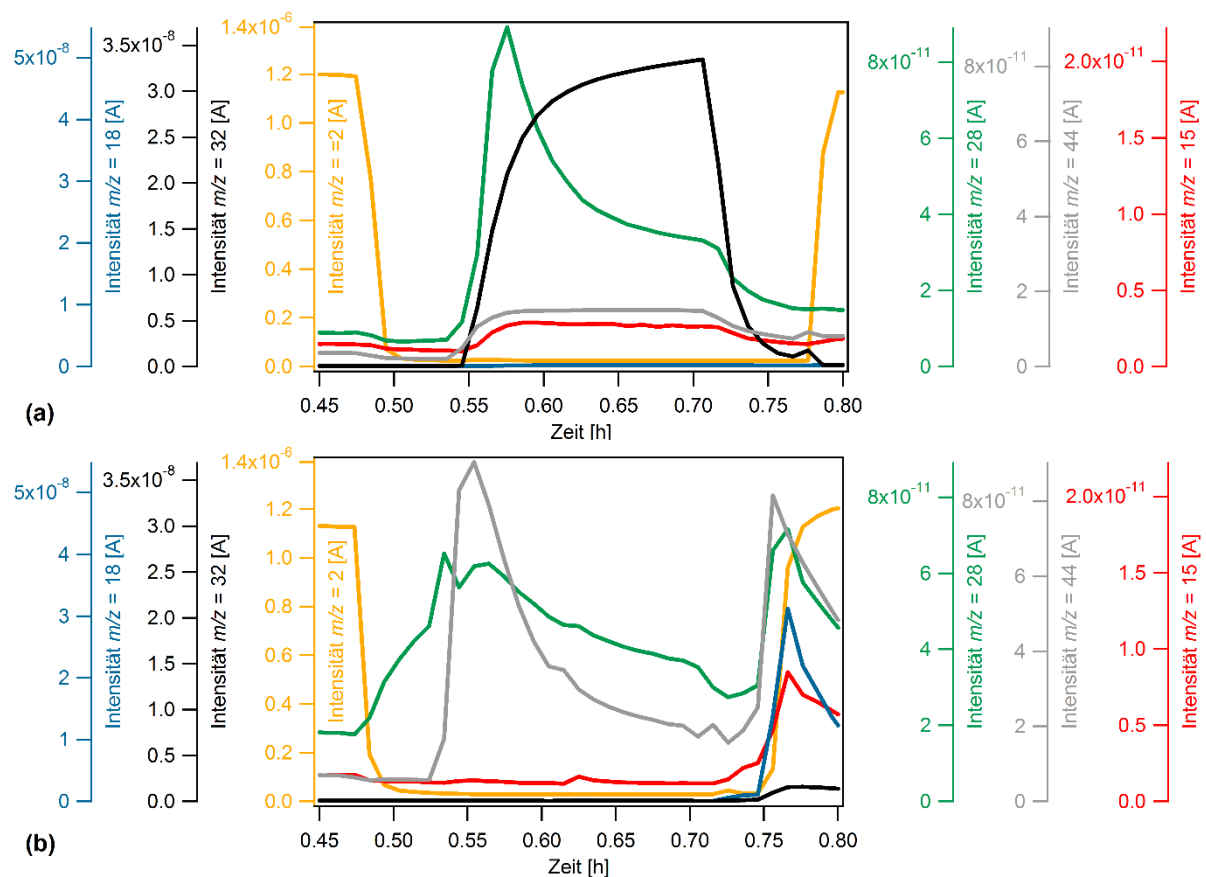 5x10⁻⁸
4
3
2
1
0
Intensität m/z = 18 [A]
3.5x10⁻⁸
3.0
2.5
2.0
1.5
1.0
0.5
0.0
Intensität m/z = 32 [A]
1.4x10⁻⁶
1.2
1.0
0.8
0.6
0.4
0.2
0.0
Intensität m/z = =2 [A]
8x10⁻¹¹
6
4
2
0
Intensität m/z = 28 [A]
8x10⁻¹¹
6
4
2
0
Intensität m/z = 44 [A]
2.0x10⁻¹¹
1.5
1.0
0.5
0.0
Intensität m/z = 15 [A]
0.45 0.50 0.55 0.60 0.65 0.70 0.75 0.80
Zeit [h]
(a)
5x10⁻⁸
4
3
2
1
0
Intensität m/z = 18 [A]
3.5x10⁻⁸
3.0
2.5
2.0
1.5
1.0
0.5
0.0
Intensität m/z = 32 [A]
1.4x10⁻⁶
1.2
1.0
0.8
0.6
0.4
0.2
0.0
Intensität m/z = 2 [A]
8x10⁻¹¹
6
4
2
0
Intensität m/z = 28 [A]
8x10⁻¹¹
6
4
2
0
Intensität m/z = 44 [A]
2.0x10⁻¹¹
1.5
1.0
0.5
0.0
Intensität m/z = 15 [A]
0.45 0.50 0.55 0.60 0.65 0.70 0.75 0.80
Zeit [h]
(b)